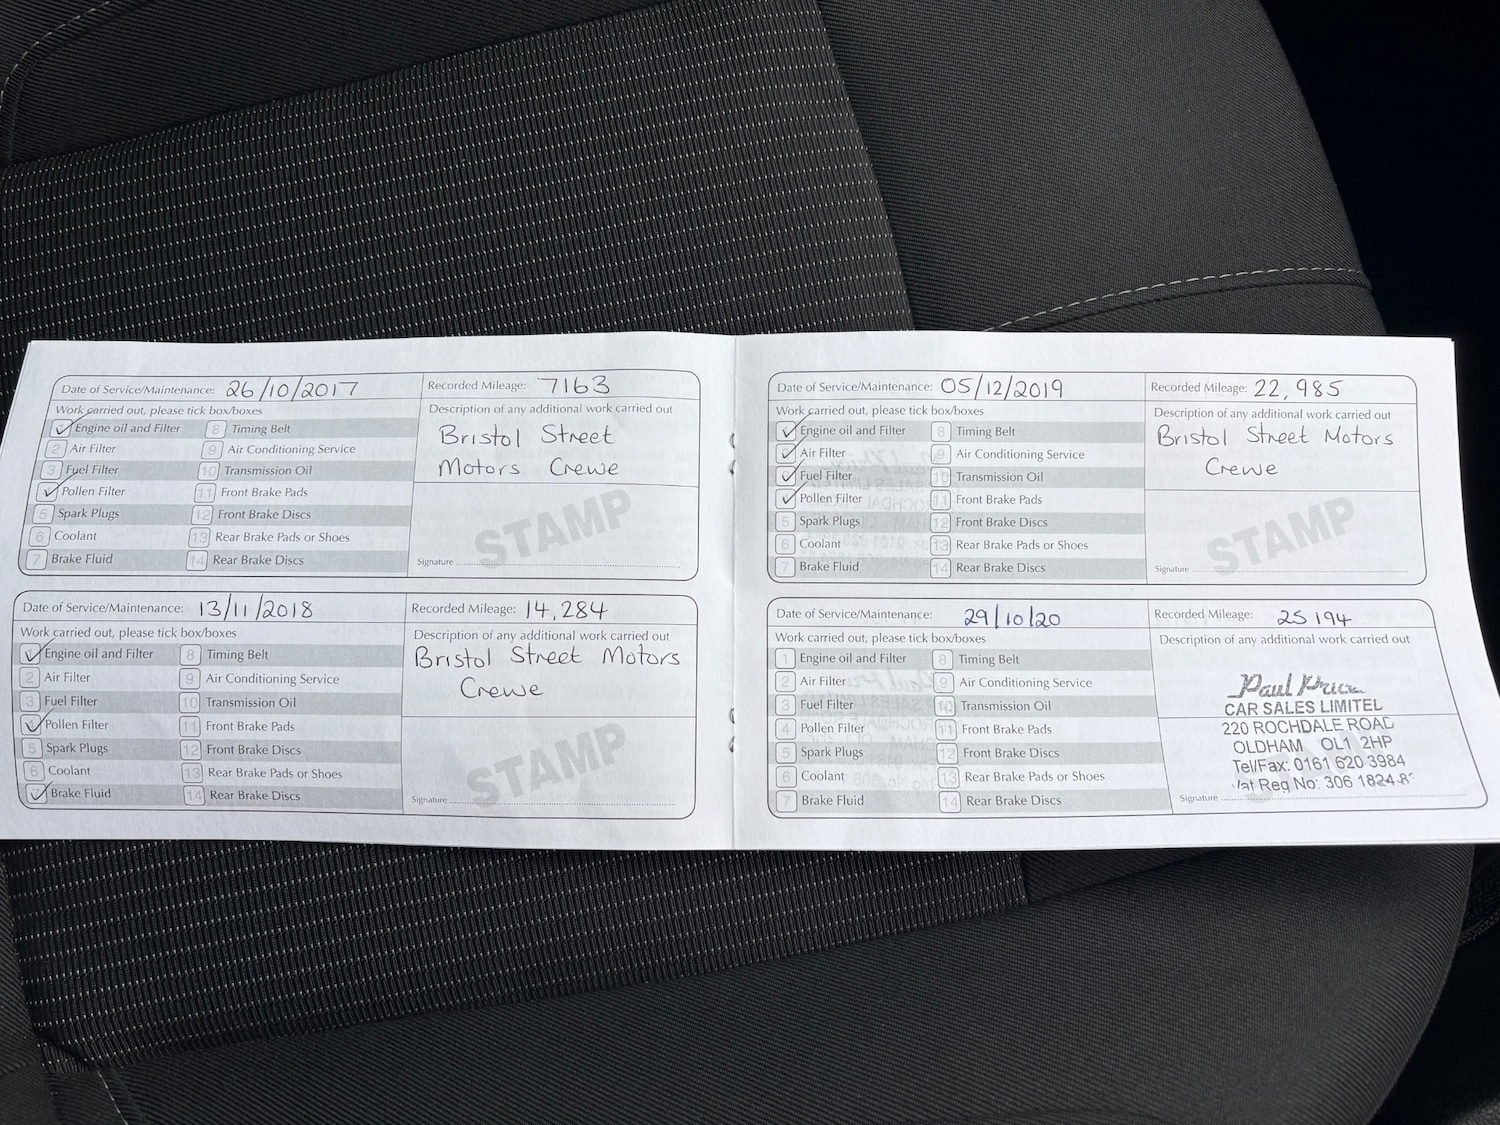 Date of Service/Maintenance: 26/10/2017
Recorded Mileage: 7163
Work carried out, please tick box/boxes
Description of any additional work carried out
Engine oil and Filter 8 Timing Belt
2 Air Filter 9 Air Conditioning Service
3 Fuel Filter 10 Transmission Oil
Pollen Filter 11 Front Brake Pads
5 Spark Plugs 12 Front Brake Discs
6 Coolant 13 Rear Brake Pads or Shoes
7 Brake Fluid 14 Rear Brake Discs
Bristol Street
Motors Crewe
STAMP
Signature
Date of Service/Maintenance: 13/11/2018
Recorded Mileage: 14,284
Work carried out, please tick box/boxes
Description of any additional work carried out
Engine oil and Filter 8 Timing Belt
2 Air Filter 9 Air Conditioning Service
3 Fuel Filter 10 Transmission Oil
Pollen Filter 11 Front Brake Pads
5 Spark Plugs 12 Front Brake Discs
6 Coolant 13 Rear Brake Pads or Shoes
7 Brake Fluid 14 Rear Brake Discs
Bristol Street Motors
Crewe
STAMP
Signature
Date of Service/Maintenance: 05/12/2019
Recorded Mileage: 22,985
Work carried out, please tick box/boxes
Description of any additional work carried out
Engine oil and Filter 8 Timing Belt
Air Filter 9 Air Conditioning Service
Fuel Filter 10 Transmission Oil
Pollen Filter 11 Front Brake Pads
5 Spark Plugs 12 Front Brake Discs
6 Coolant 13 Rear Brake Pads or Shoes
7 Brake Fluid 14 Rear Brake Discs
Bristol Street Motors
Crewe
STAMP
Signature
Date of Service/Maintenance: 29/10/20
Recorded Mileage: 25194
Work carried out, please tick box/boxes
Description of any additional work carried out
1 Engine oil and Filter 8 Timing Belt
2 Air Filter 9 Air Conditioning Service
3 Fuel Filter 10 Transmission Oil
4 Pollen Filter 11 Front Brake Pads
5 Spark Plugs 12 Front Brake Discs
6 Coolant 13 Rear Brake Pads or Shoes
7 Brake Fluid 14 Rear Brake Discs
Paul Price
CAR SALES LIMITEL
220 ROCHDALE ROAD
OLDHAM OL1 2HP
Tel/Fax: 0161 620 3984
Vat Reg No: 306 1824
Signature